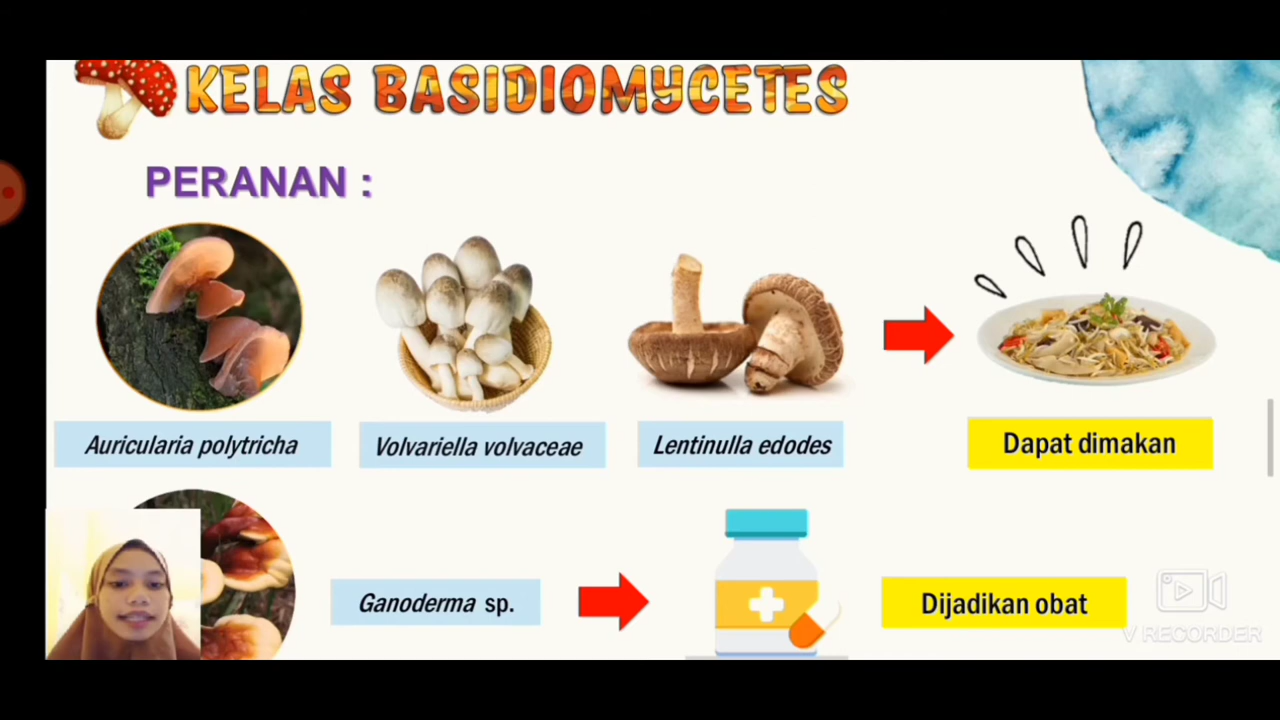 KELAS BASIDIOMYCETES
PERANAN :
Auricularia polytricha
Volvariella volvaceae
Lentinulla edodes
Dapat dimakan
Ganoderma sp.
Dijadikan obat
V RECORDER